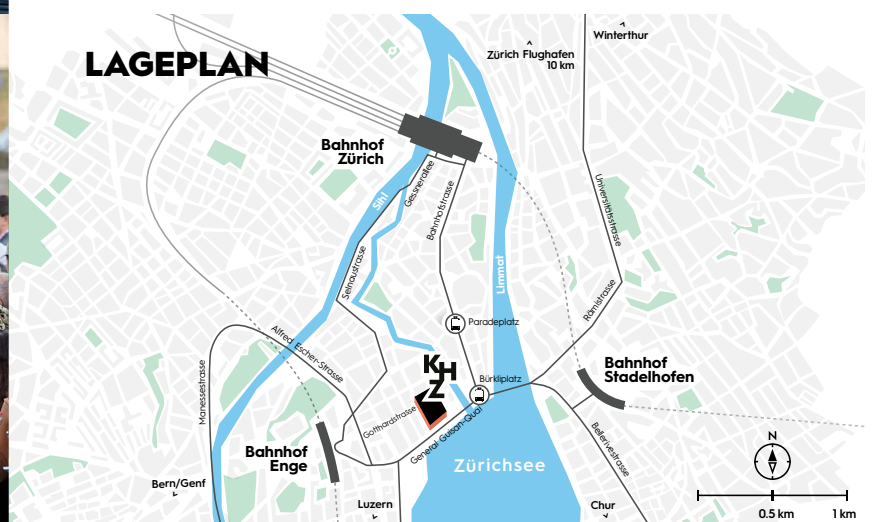 LAGEPLAN
Winterthur
Zürich Flughafen
10 km
Bahnhof
Zürich
Gessnerallee
Sihl
Bahnhofstrasse
Universitätsstrasse
Selnaustrasse
Limmat
Rämistrasse
Paradeplatz
Alfred Escher-Strasse
Manessestrasse
KHZ
Bürkliplatz
Bahnhof
Stadelhofen
Gotthardstrasse
General Guisan-Quai
Bellerivestrasse
Bahnhof
Enge
Zürichsee
N
Bern/Genf
Luzern
Chur
0.5 km
1 km